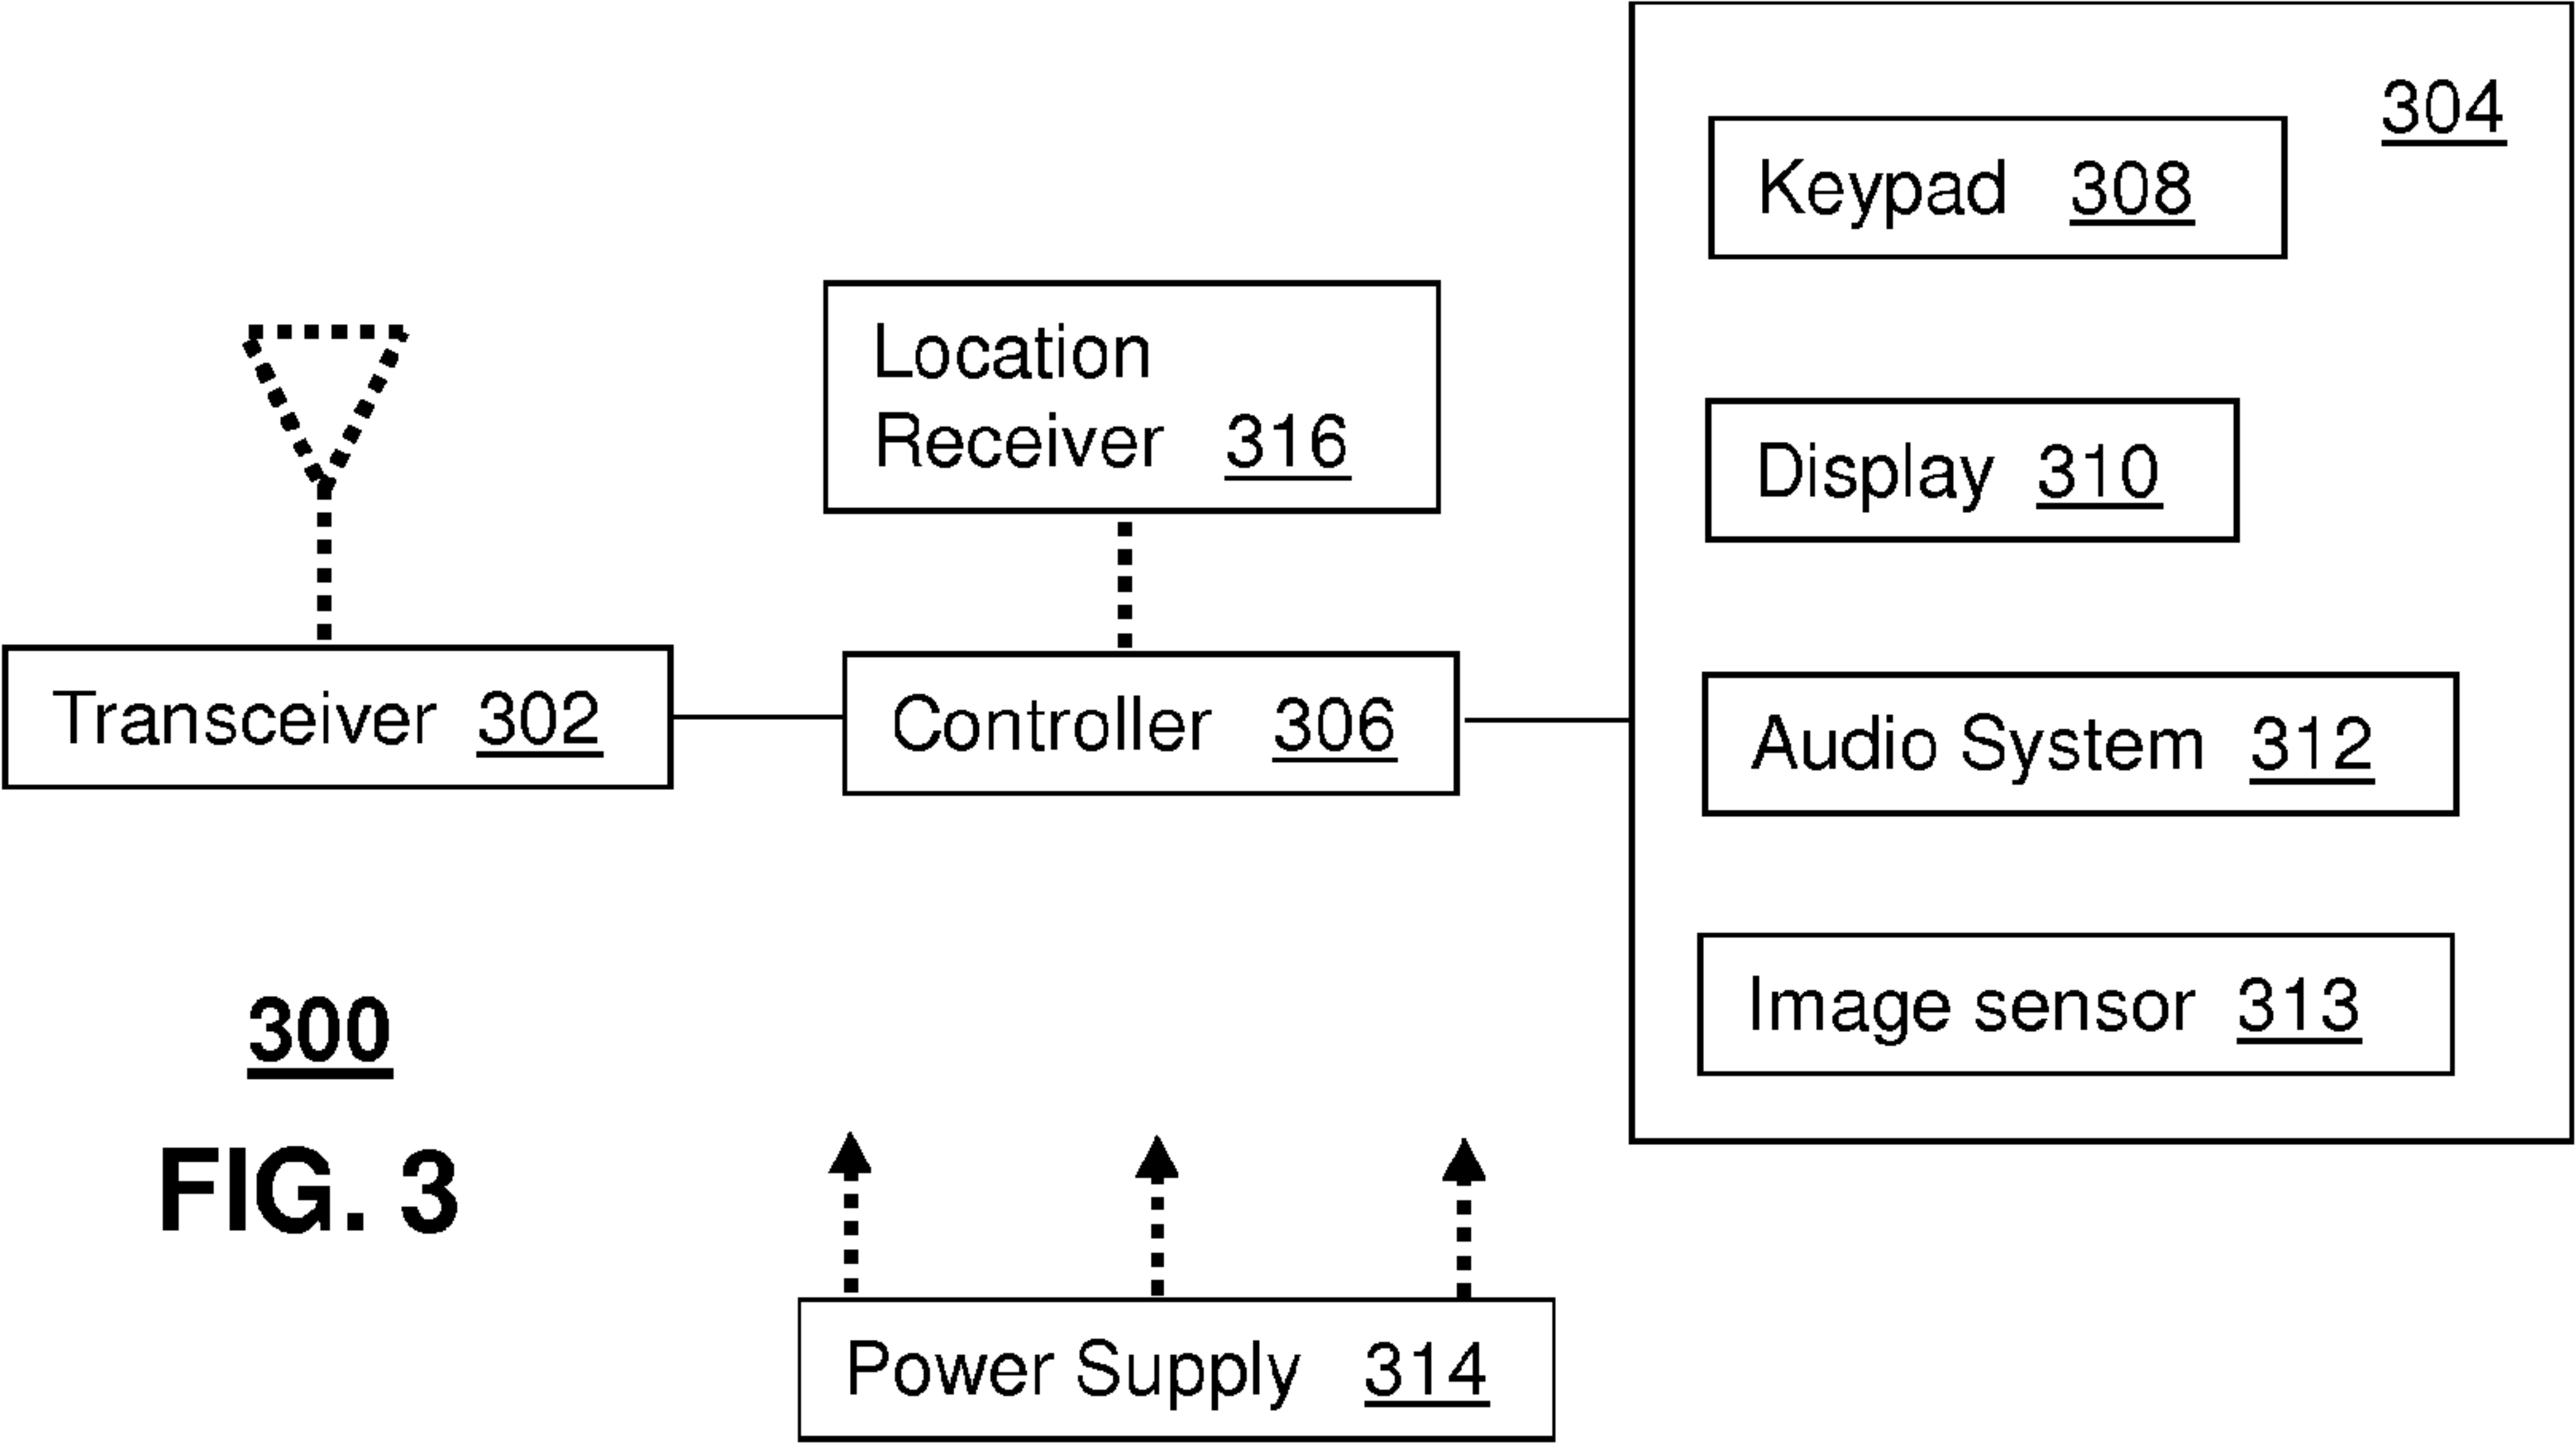 304
Keypad 308
Location
Receiver 316
Display 310
Transceiver 302
Controller 306
Audio System 312
Image sensor 313
300
FIG. 3
Power Supply 314